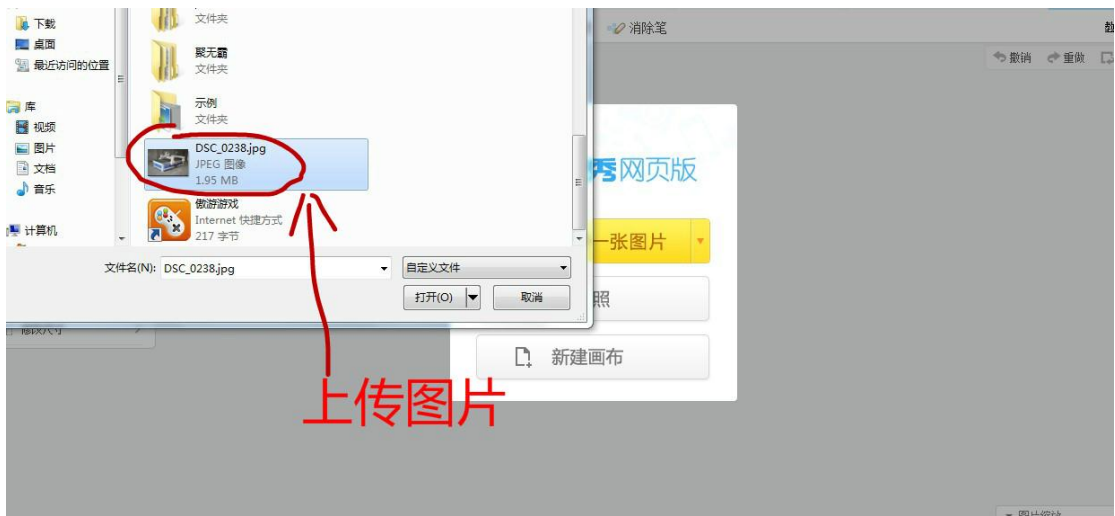 下载
桌面
最近访问的位置
库
视频
图片
文档
音乐
计算机
文件夹
聚无霸
文件夹
示例
文件夹
DSC_0238.jpg
JPEG 图像
1.95 MB
傲游游戏
Internet 快捷方式
217 字节
文件名(N): DSC_0238.jpg
自定义文件
打开(O)
取消
消除笔
撤销
重做
秀网页版
一张图片
照
新建画布
修改尺寸
上传图片